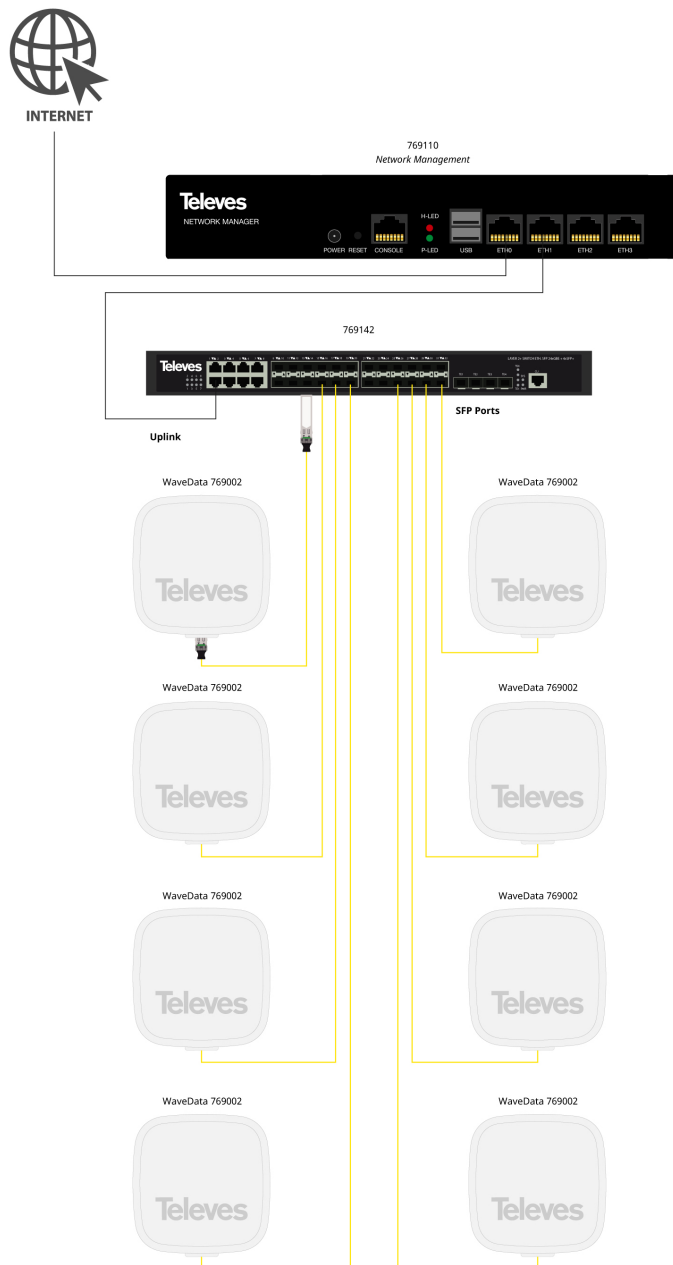 INTERNET
769110
Network Management
Televes
NETWORK MANAGER
H-LED
POWER RESET CONSOLE P-LED USB ETH0 ETH1 ETH2 ETH3
769142
Televes
Uplink
SFP Ports
WaveData 769002
WaveData 769002
Televes
Televes
WaveData 769002
WaveData 769002
Televes
Televes
WaveData 769002
WaveData 769002
Televes
Televes
WaveData 769002
WaveData 769002
Televes
Televes